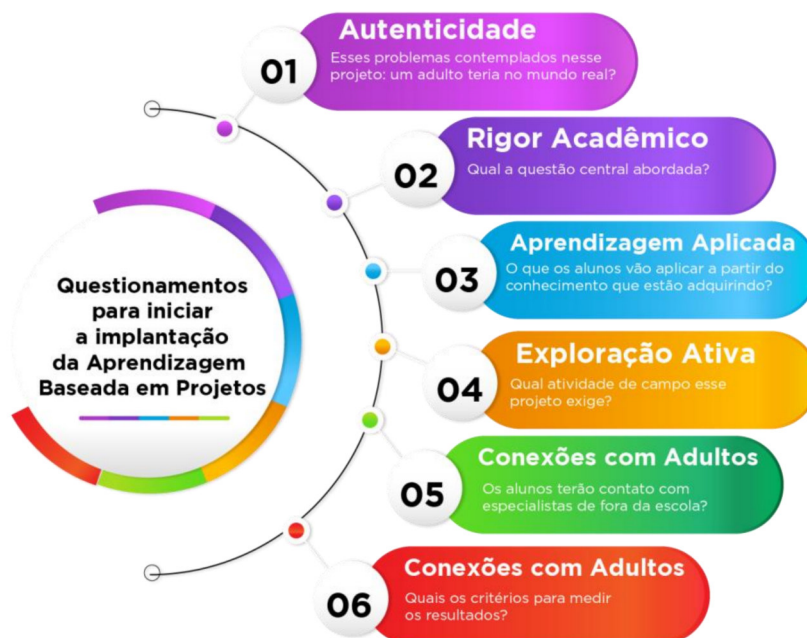 Questionamentos
para iniciar
a implantação
da Aprendizagem
Baseada em Projetos
01
Autenticidade
Esses problemas contemplados nesse
projeto: um adulto teria no mundo real?
02
Rigor Acadêmico
Qual a questão central abordada?
03
Aprendizagem Aplicada
O que os alunos vão aplicar a partir do
conhecimento que estão adquirindo?
04
Exploração Ativa
Qual atividade de campo esse
projeto exige?
05
Conexões com Adultos
Os alunos terão contato com
especialistas de fora da escola?
06
Conexões com Adultos
Quais os critérios para medir
os resultados?